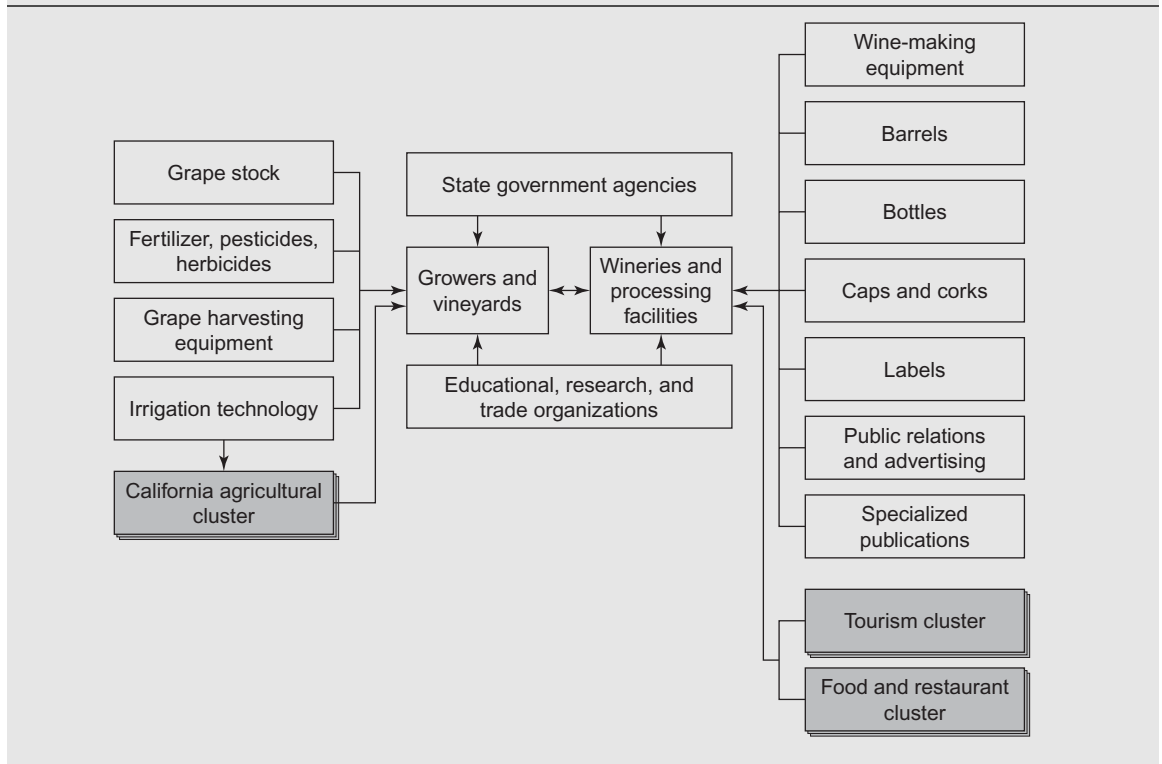 Grape stock
Fertilizer, pesticides,
herbicides
Grape harvesting
equipment
Irrigation technology
California agricultural
cluster
State government agencies
Growers and
vineyards
Wineries and
processing
facilities
Educational, research, and
trade organizations
Wine-making
equipment
Barrels
Bottles
Caps and corks
Labels
Public relations
and advertising
Specialized
publications
Tourism cluster
Food and restaurant
cluster